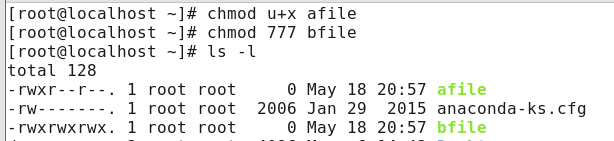 [root@localhost ~]# chmod u+x afile
[root@localhost ~]# chmod 777 bfile
[root@localhost ~]# ls -l
total 128
-rwxr--r--. 1 root root     0 May 18 20:57 afile
-rw-------. 1 root root  2006 Jan 29  2015 anaconda-ks.cfg
-rwxrwxrwx. 1 root root     0 May 18 20:57 bfile